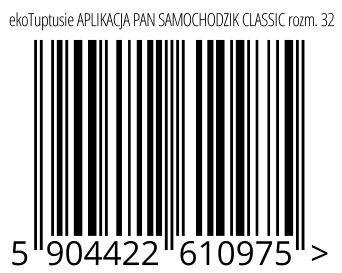 ekoTuptusie APLIKACJA PAN SAMOCHODZIK CLASSIC rozm. 32
5 904422 610975 >